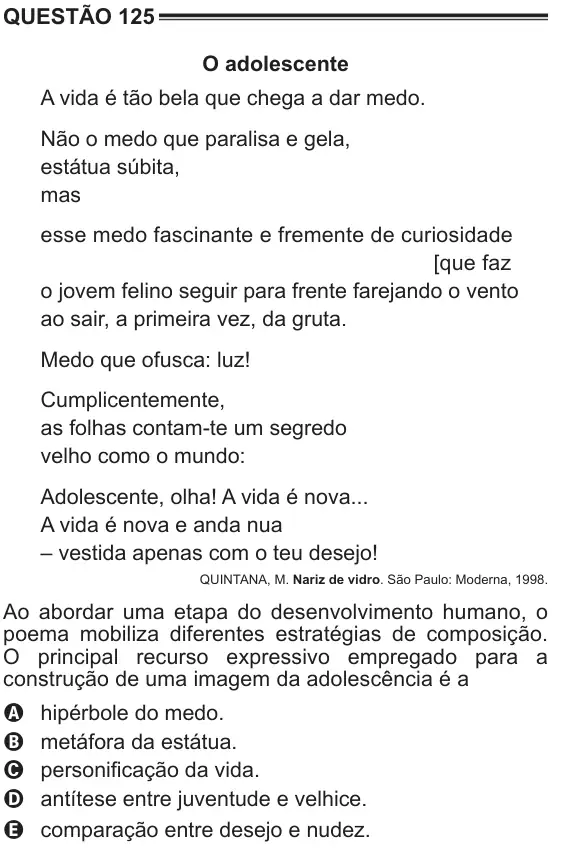 QUESTÃO 125
O adolescente
A vida é tão bela que chega a dar medo.
Não o medo que paralisa e gela,
estátua súbita,
mas
esse medo fascinante e fremente de curiosidade
[que faz
o jovem felino seguir para frente farejando o vento
ao sair, a primeira vez, da gruta.
Medo que ofusca: luz!
Cumplicentemente,
as folhas contam-te um segredo
velho como o mundo:
Adolescente, olha! A vida é nova...
A vida é nova e anda nua
– vestida apenas com o teu desejo!
QUINTANA, M. Nariz de vidro. São Paulo: Moderna, 1998.
Ao abordar uma etapa do desenvolvimento humano, o
poema mobiliza diferentes estratégias de composição.
O principal recurso expressivo empregado para a
construção de uma imagem da adolescência é a
A hipérbole do medo.
B metáfora da estátua.
C personificação da vida.
D antítese entre juventude e velhice.
E comparação entre desejo e nudez.